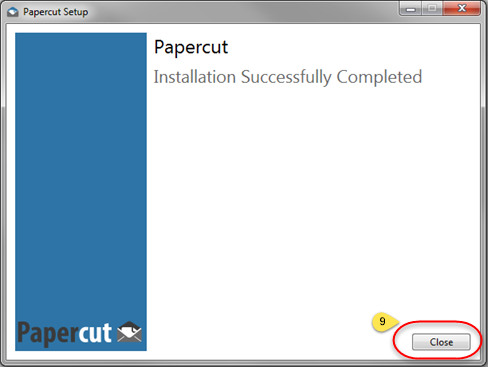 Papercut Setup
Papercut
Installation Successfully Completed
Papercut
9
Close